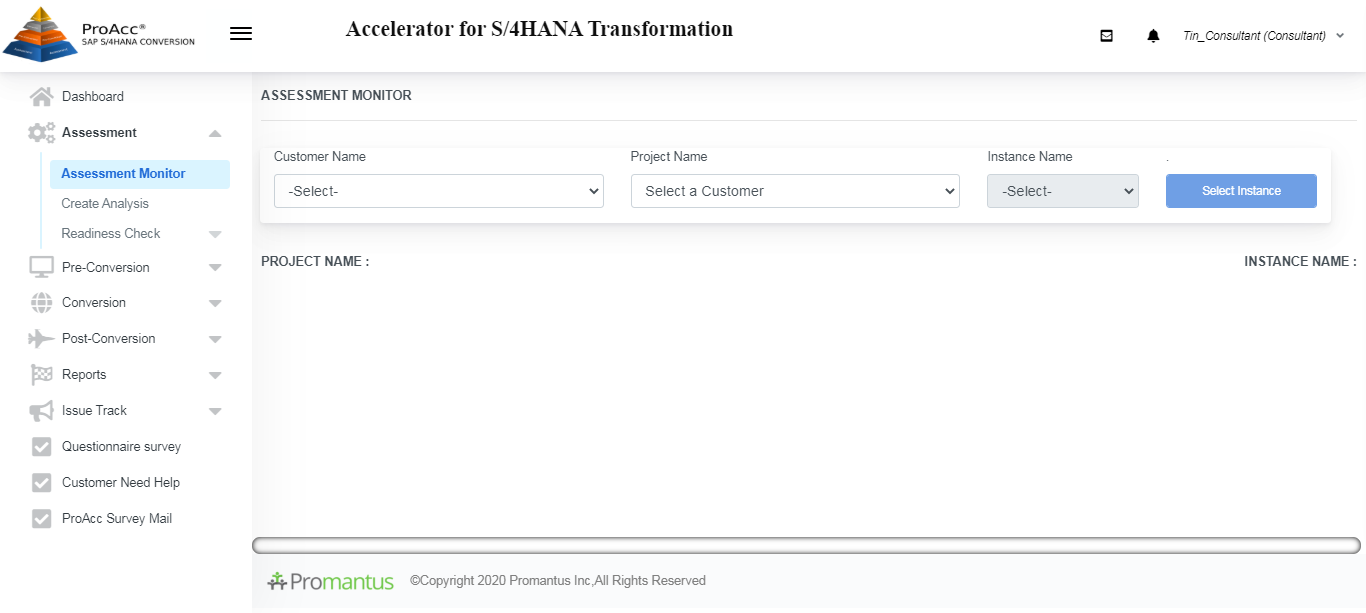 ProAcc®
SAP S/4HANA CONVERSION
Accelerator for S/4HANA Transformation
Tin_Consultant (Consultant)
Dashboard
Assessment
Assessment Monitor
Create Analysis
Readiness Check
Pre-Conversion
Conversion
Post-Conversion
Reports
Issue Track
Questionnaire survey
Customer Need Help
ProAcc Survey Mail
ASSESSMENT MONITOR
Customer Name
Project Name
Instance Name
.
-Select-
Select a Customer
-Select-
Select Instance
PROJECT NAME :
INSTANCE NAME :
Promantus
©Copyright 2020 Promantus Inc,All Rights Reserved